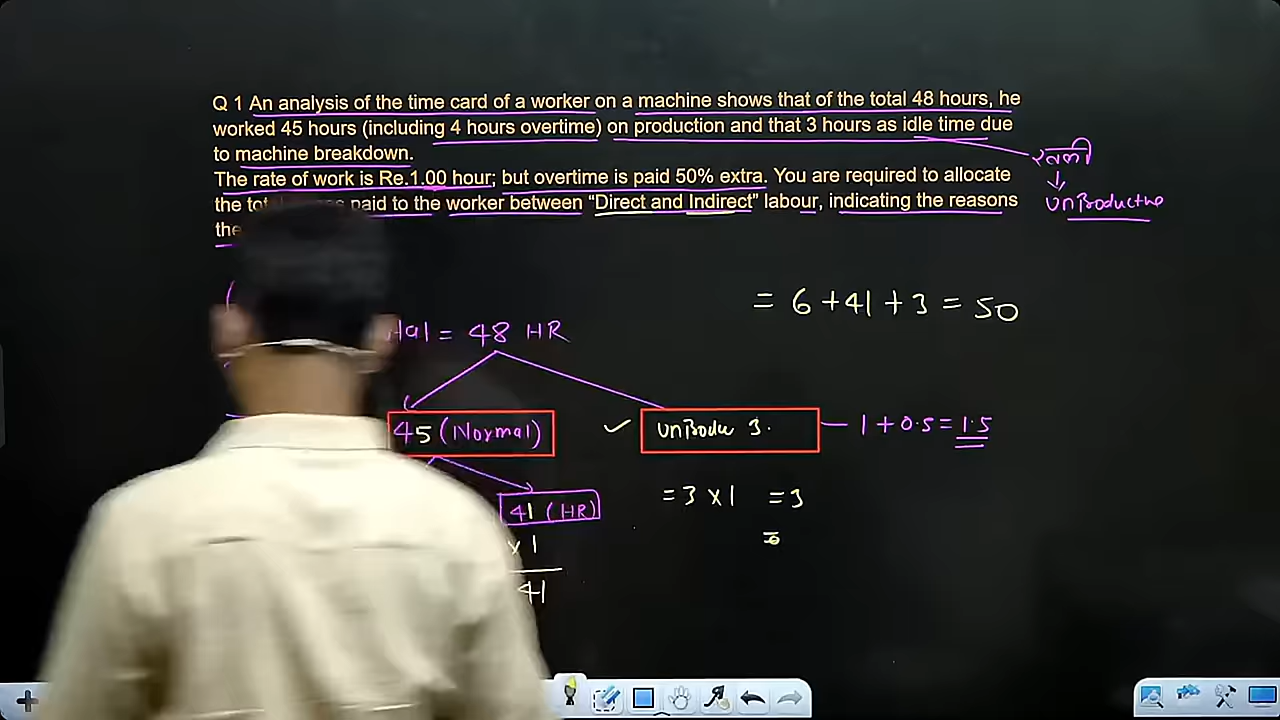 Q 1 An analysis of the time card of a worker on a machine shows that of the total 48 hours, he
worked 45 hours (including 4 hours overtime) on production and that 3 hours as idle time due
to machine breakdown.
The rate of work is Re.1.00 hour; but overtime is paid 50% extra. You are required to allocate
the paid to the worker between “Direct and Indirect” labour, indicating the reasons
the
खाली
↓
unProductive
= 6 + 41 + 3 = 50
= 48 HR
45 (Normal)
✓ unProdu 3. — 1 + 0.5 = 1.5
41 (HR)
= 3 x 1 = 3
x 1
41